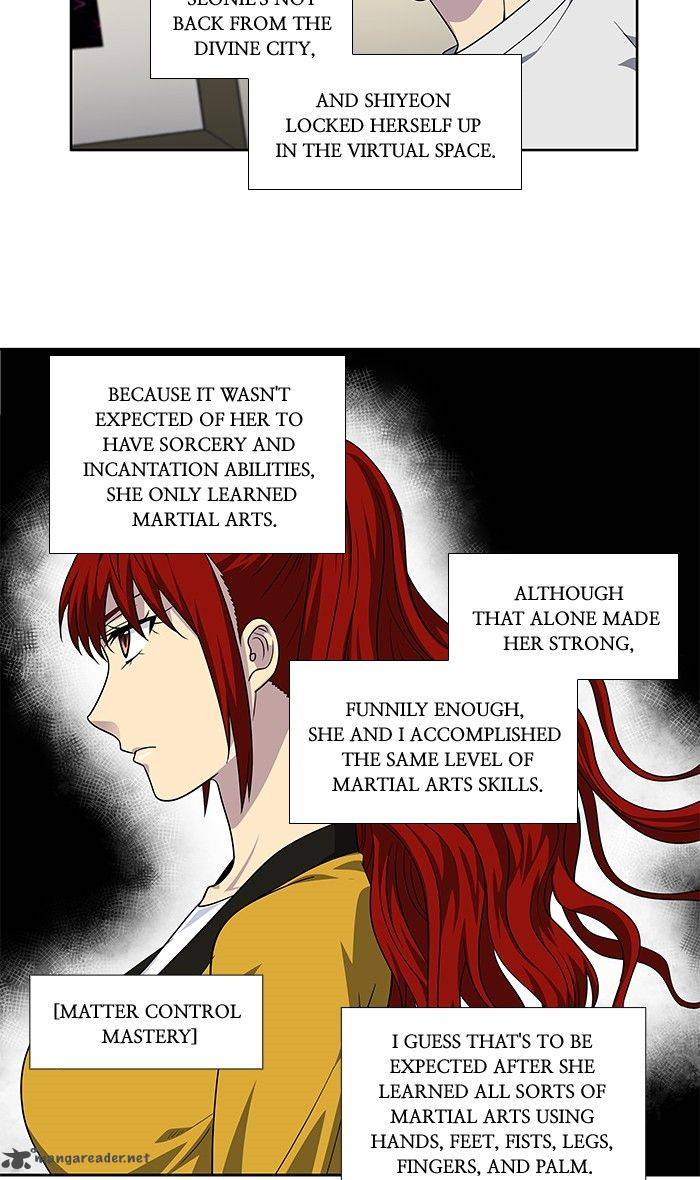 SEONIE'S NOT
BACK FROM THE
DIVINE CITY,
AND SHIYEON
LOCKED HERSELF UP
IN THE VIRTUAL SPACE.
BECAUSE IT WASN'T
EXPECTED OF HER TO
HAVE SORCERY AND
INCANTATION ABILITIES,
SHE ONLY LEARNED
MARTIAL ARTS.
ALTHOUGH
THAT ALONE MADE
HER STRONG,
FUNNILY ENOUGH,
SHE AND I ACCOMPLISHED
THE SAME LEVEL OF
MARTIAL ARTS SKILLS.
[MATTER CONTROL
MASTERY]
I GUESS THAT'S TO BE
EXPECTED AFTER SHE
LEARNED ALL SORTS OF
MARTIAL ARTS USING
HANDS, FEET, FISTS, LEGS,
FINGERS, AND PALM.
mangareader.net